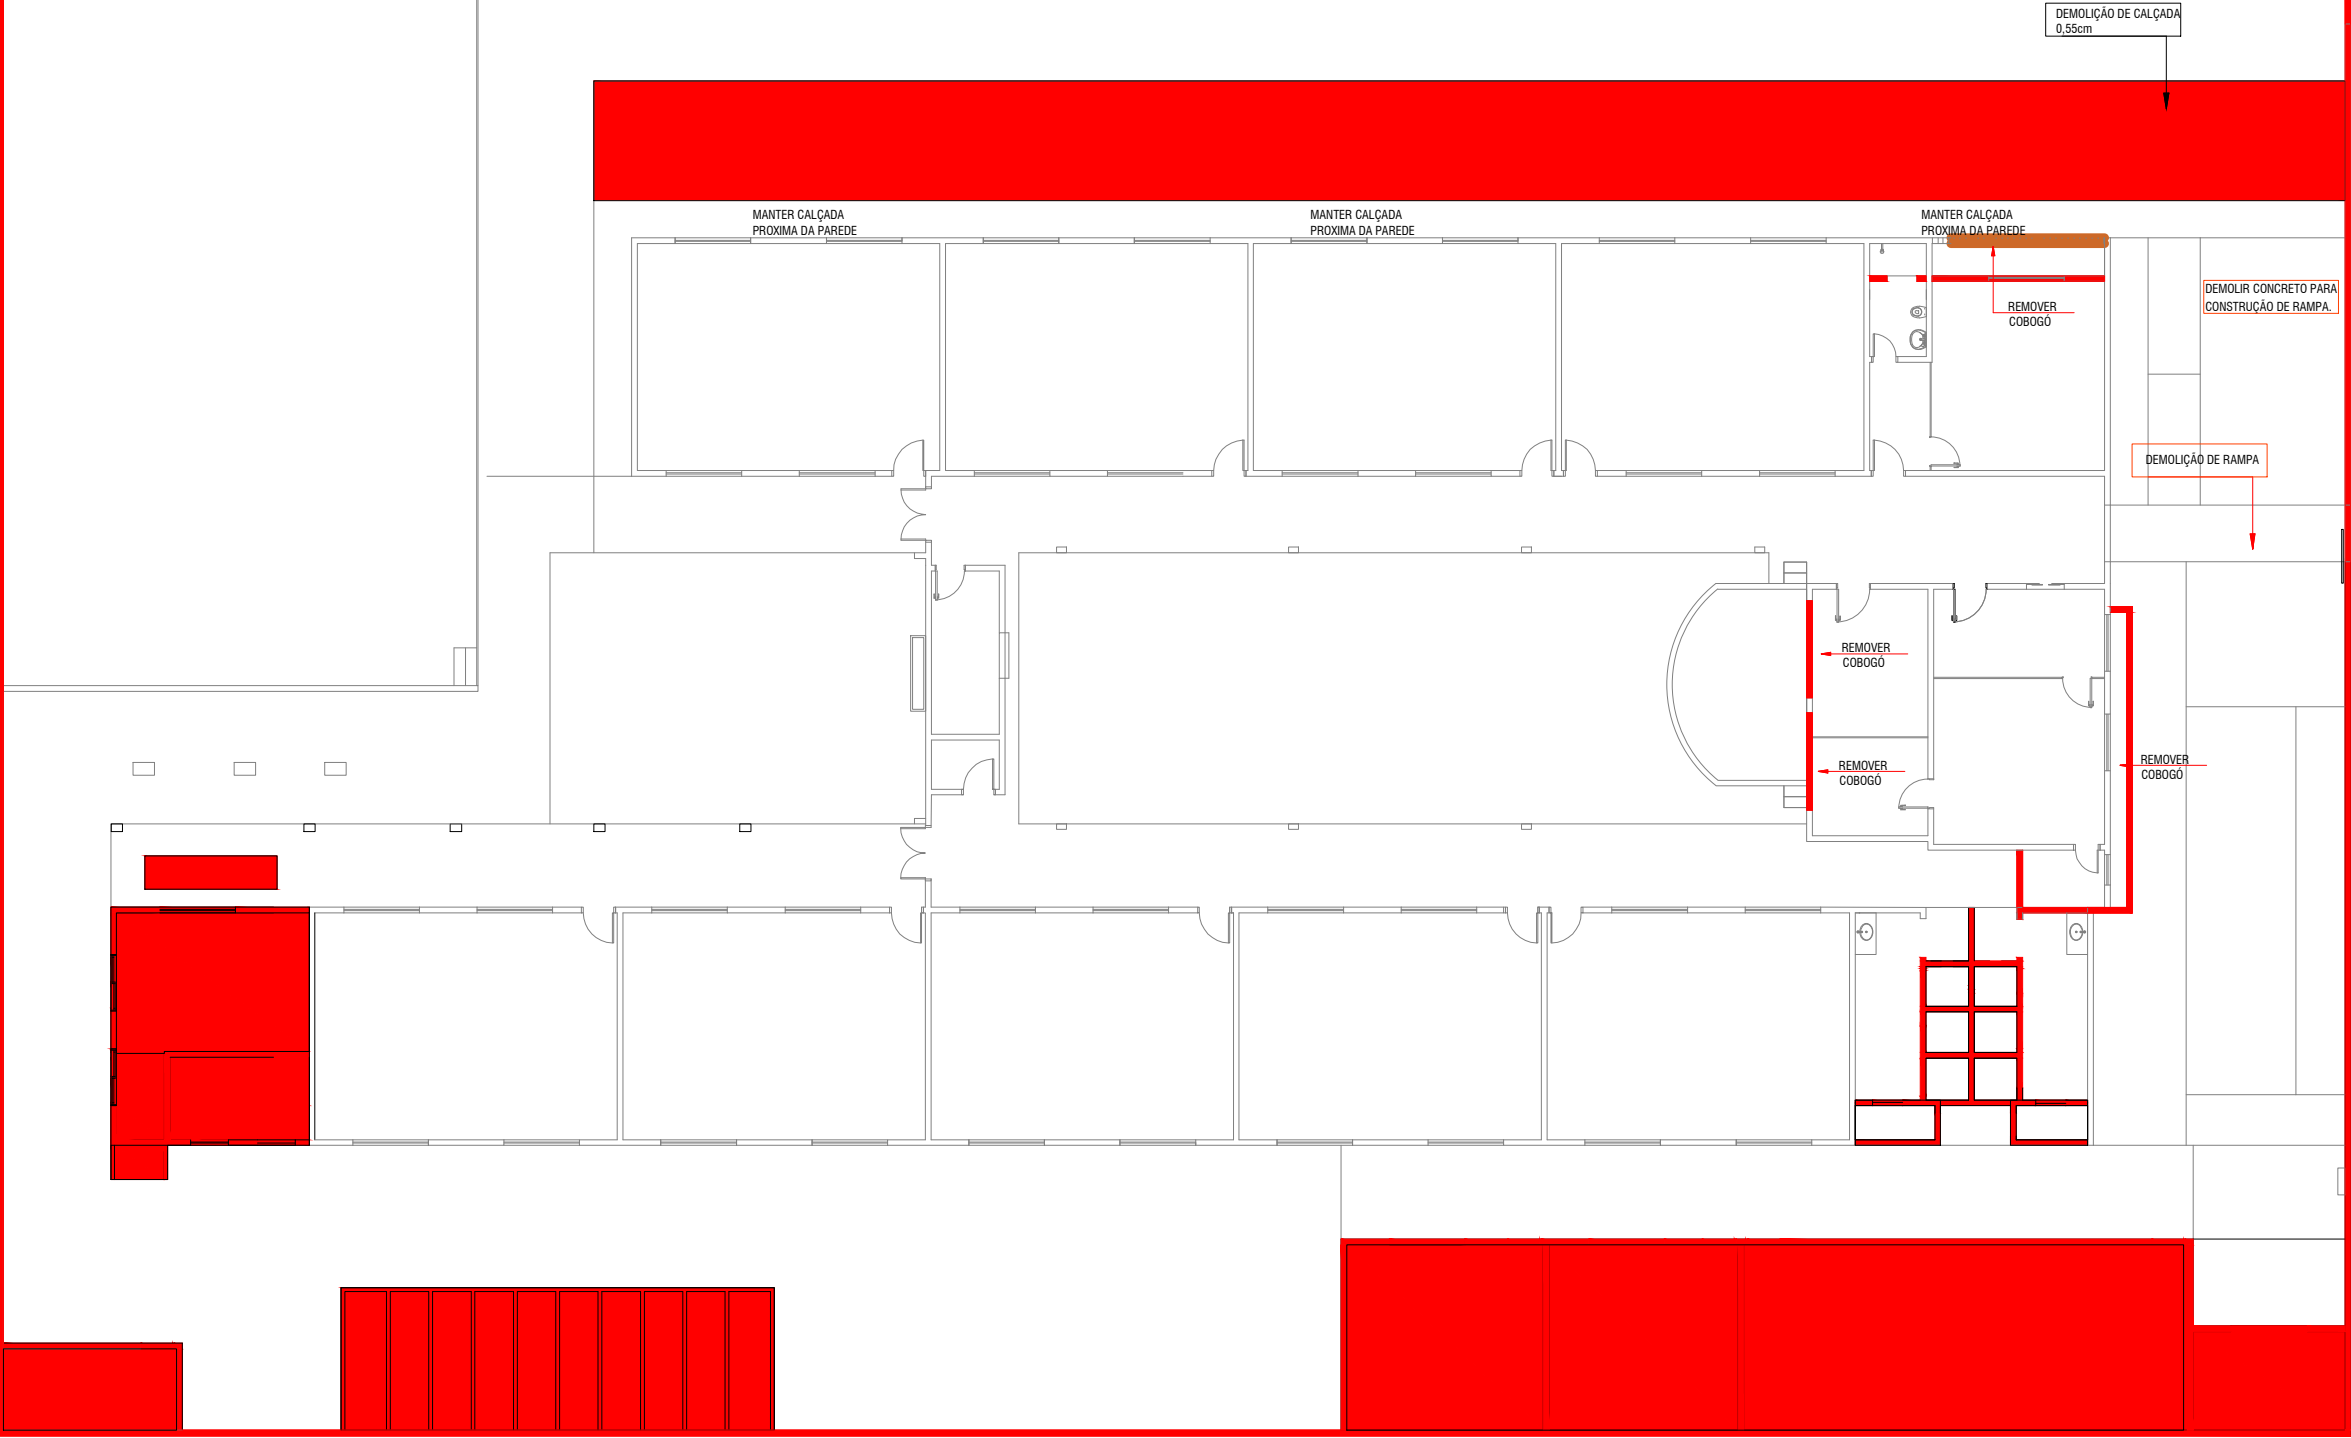 DEMOLIÇÃO DE CALÇADA
0,55cm
MANTER CALÇADA
PROXIMA DA PAREDE
MANTER CALÇADA
PROXIMA DA PAREDE
MANTER CALÇADA
PROXIMA DA PAREDE
DEMOLIR CONCRETO PARA
CONSTRUÇÃO DE RAMPA.
REMOVER
COBOGÓ
DEMOLIÇÃO DE RAMPA
REMOVER
COBOGÓ
REMOVER
COBOGÓ
REMOVER
COBOGÓ